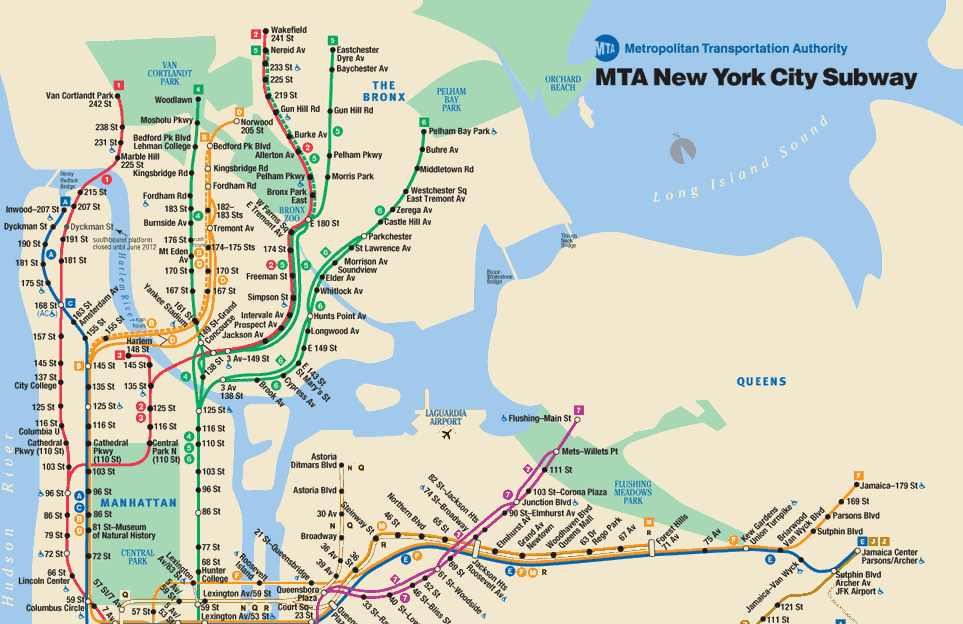 MTA
Metropolitan Transportation Authority
MTA New York City Subway
VAN
CORTLANDT
PARK
THE
BRONX
PELHAM
BAY
PARK
ORCHARD
BEACH
Long Island Sound
QUEENS
MANHATTAN
CENTRAL
PARK
BRONX
ZOO
LAGUARDIA
AIRPORT
FLUSHING
MEADOWS
PARK
Hudson River
Harlem River
Henry
Hudson
Bridge
Throgs
Neck
Bridge
Bronx
Whitestone
Bridge
2
Wakefield
241 St
5
Nereid Av
233 St
225 St
219 St
Gun Hill Rd
Burke Av
Allerton Av
Pelham Pkwy
Bronx Park
East
E 180 St
W Farms Sq
E Tremont Av
174 St
Freeman St
Simpson St
Intervale Av
Prospect Av
Jackson Av
3 Av–149 St
149 St–Grand
Concourse
5
Eastchester
Dyre Av
Baychester Av
Gun Hill Rd
Pelham Pkwy
Morris Park
6
Pelham Bay Park
Buhre Av
Middletown Rd
Westchester Sq
East Tremont Av
Zerega Av
Castle Hill Av
Parkchester
St Lawrence Av
Morrison Av
Soundview
Elder Av
Whitlock Av
Hunts Point Av
Longwood Av
E 149 St
E 143 St
St Mary's St
Cypress Av
Brook Av
3 Av
138 St
1
Van Cortlandt Park
242 St
238 St
231 St
Marble Hill
225 St
215 St
207 St
Dyckman St
southbound platform
closed until June 2012
191 St
181 St
168 St
157 St
145 St
137 St
City College
125 St
116 St
Columbia U
Cathedral
Pkwy (110 St)
103 St
96 St
86 St
79 St
72 St
66 St
Lincoln Center
59 St
Columbus Circle
A
Inwood–207 St
Dyckman St
190 St
181 St
175 St
C
163 St
Amsterdam Av
155 St
155 St
145 St
135 St
125 St
116 St
Cathedral
Pkwy
(110 St)
103 St
96 St
86 St
81 St–Museum
of Natural History
72 St
4
Woodlawn
Mosholu Pkwy
Bedford Pk Blvd
Lehman College
Kingsbridge Rd
Fordham Rd
183 St
Burnside Av
176 St
Mt Eden
Av
170 St
167 St
161 St
Yankee Stadium
138 St
D
Norwood
205 St
Bedford Pk Blvd
Kingsbridge Rd
Fordham Rd
182–
183 Sts
Tremont Av
174–175 Sts
170 St
167 St
3
Harlem
148 St
145 St
135 St
125 St
116 St
Central
Park N
(110 St)
125 St
116 St
110 St
103 St
96 St
86 St
77 St
68 St
Hunter
College
59 St
Lexington Av/59 St
Lexington Av/53 St
Lexington
Av/63 St
Roosevelt
Island
21 St–Queensbridge
Queensboro
Plaza
Court Sq
23 St
57 St/7 Av
7 Av
57 St
5 Av/
59 St
5 Av/
53 St
Astoria
Ditmars Blvd
N Q
Astoria Blvd
30 Av
Broadway
36 Av
39 Av
Steinway St
46 St
Northern Blvd
65 St
36 St
74 St–Broadway
82 St–Jackson Hts
90 St–Elmhurst Av
Junction Blvd
103 St–Corona Plaza
111 St
Mets–Willets Pt
7
Flushing–Main St
69 St
61 St–Woodside
52 St
46 St–Bliss
Jackson Hts
Roosevelt Av
Elmhurst Av
Grand Av
Newtown
Woodhaven Blvd
Queens Mall
63 Dr–Rego Park
67 Av
Forest Hills
71 Av
75 Av
Kew Gardens
Union Turnpike
Briarwood
Van Wyck Blvd
Sutphin Blvd
Parsons Blvd
169 St
F
Jamaica–179 St
E J Z
Jamaica Center
Parsons/Archer
Sutphin Blvd
Archer Av
JFK Airport
Jamaica–Van Wyck
121 St
111 St